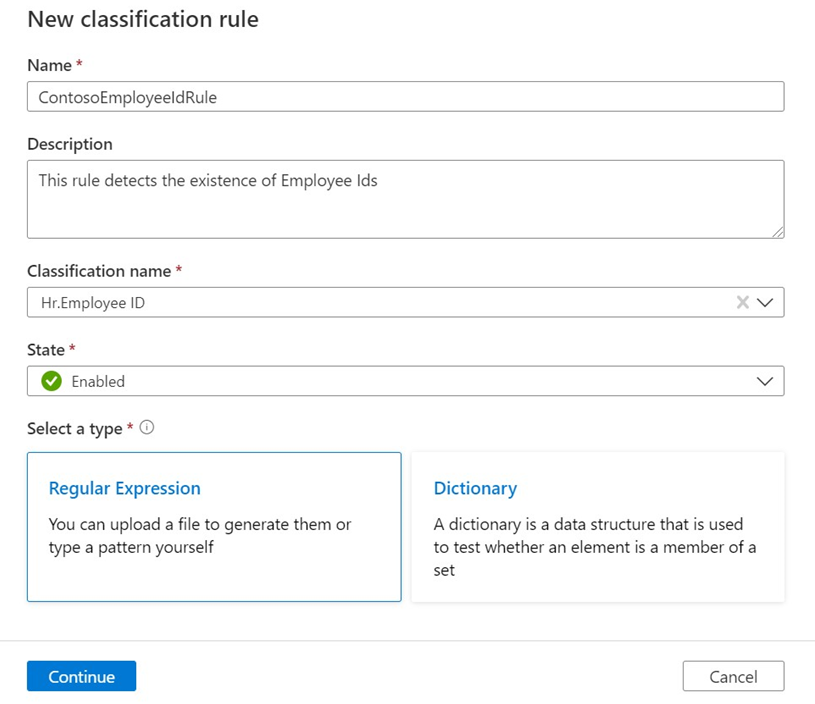 New classification rule
Name *
ContosoEmployeeIdRule
Description
This rule detects the existence of Employee Ids
Classification name *
Hr.Employee ID
State *
Enabled
Select a type *
Regular Expression
You can upload a file to generate them or
type a pattern yourself
Dictionary
A dictionary is a data structure that is used
to test whether an element is a member of a
set
Continue
Cancel